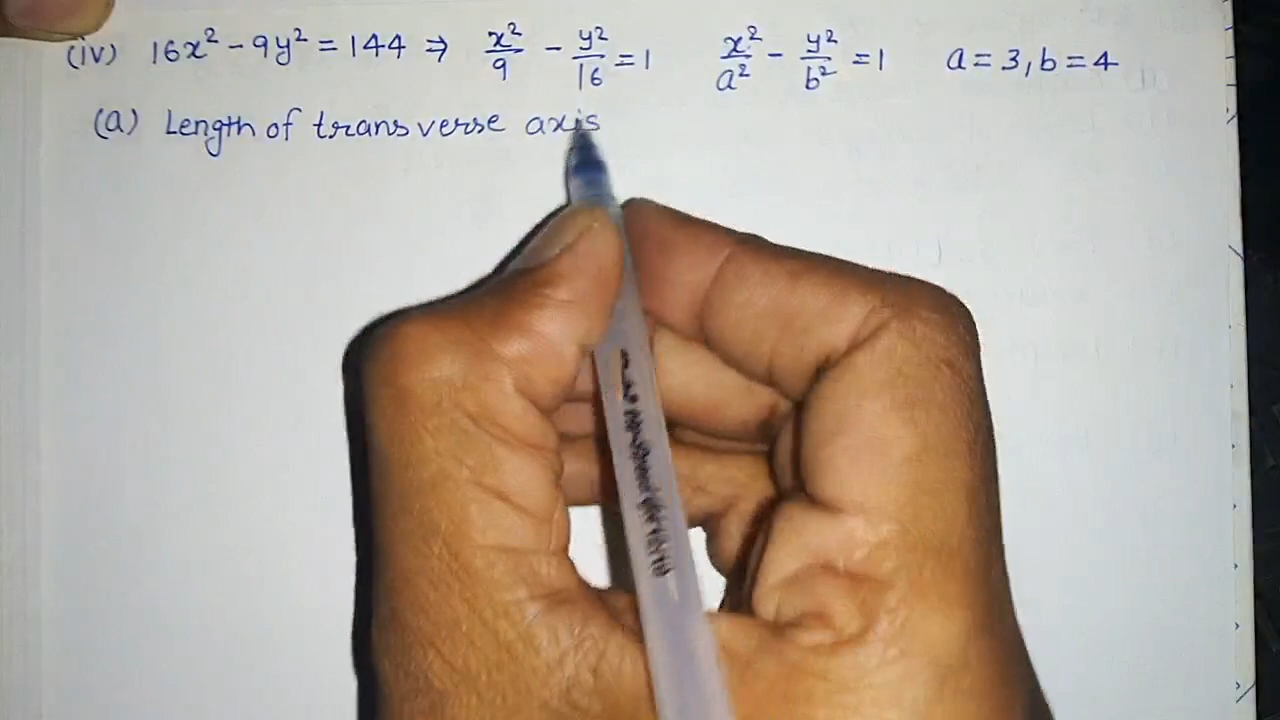 (iv) 16x² - 9y² = 144 ⇒ x²/9 - y²/16 = 1 x²/a² - y²/b² = 1 a = 3, b = 4
(a) Length of transverse axis